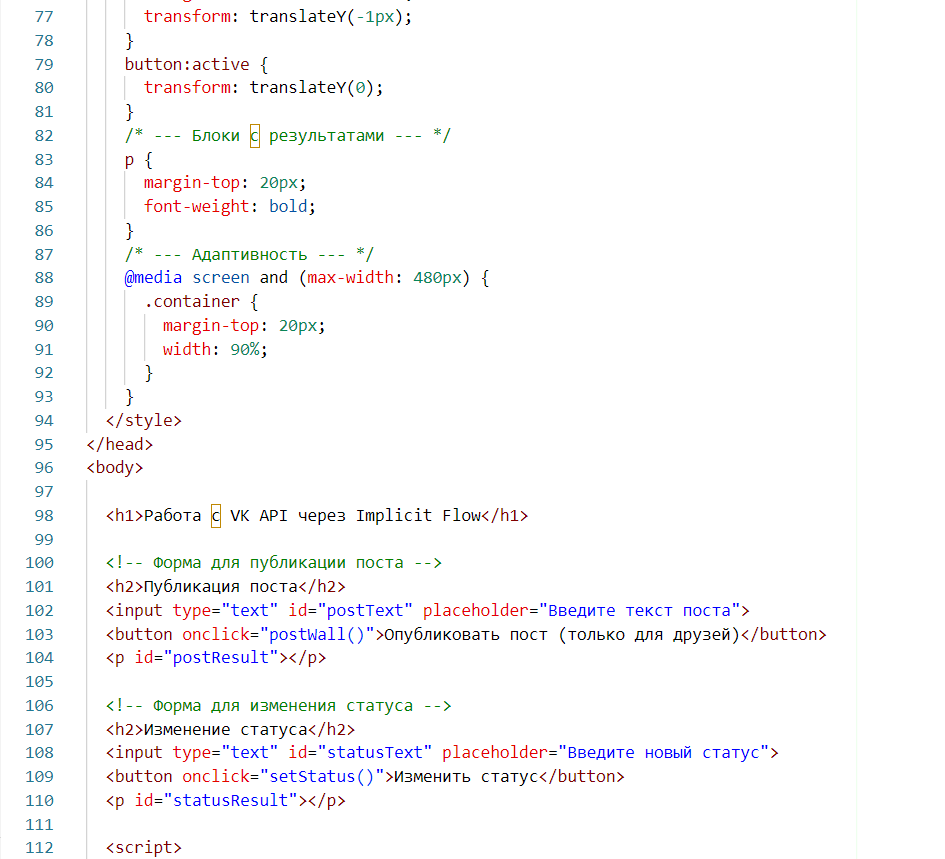 77 transform: translateY(-1px);
78 }
79 button:active {
80 transform: translateY(0);
81 }
82 /* --- Блоки с результатами --- */
83 p {
84 margin-top: 20px;
85 font-weight: bold;
86 }
87 /* --- Адаптивность --- */
88 @media screen and (max-width: 480px) {
89 .container {
90 margin-top: 20px;
91 width: 90%;
92 }
93 }
94 </style>
95 </head>
96 <body>
97
98 <h1>Работа с VK API через Implicit Flow</h1>
99
100 <!-- Форма для публикации поста -->
101 <h2>Публикация поста</h2>
102 <input type="text" id="postText" placeholder="Введите текст поста">
103 <button onclick="postWall()">Опубликовать пост (только для друзей)</button>
104 <p id="postResult"></p>
105
106 <!-- Форма для изменения статуса -->
107 <h2>Изменение статуса</h2>
108 <input type="text" id="statusText" placeholder="Введите новый статус">
109 <button onclick="setStatus()">Изменить статус</button>
110 <p id="statusResult"></p>
111
112 <script>